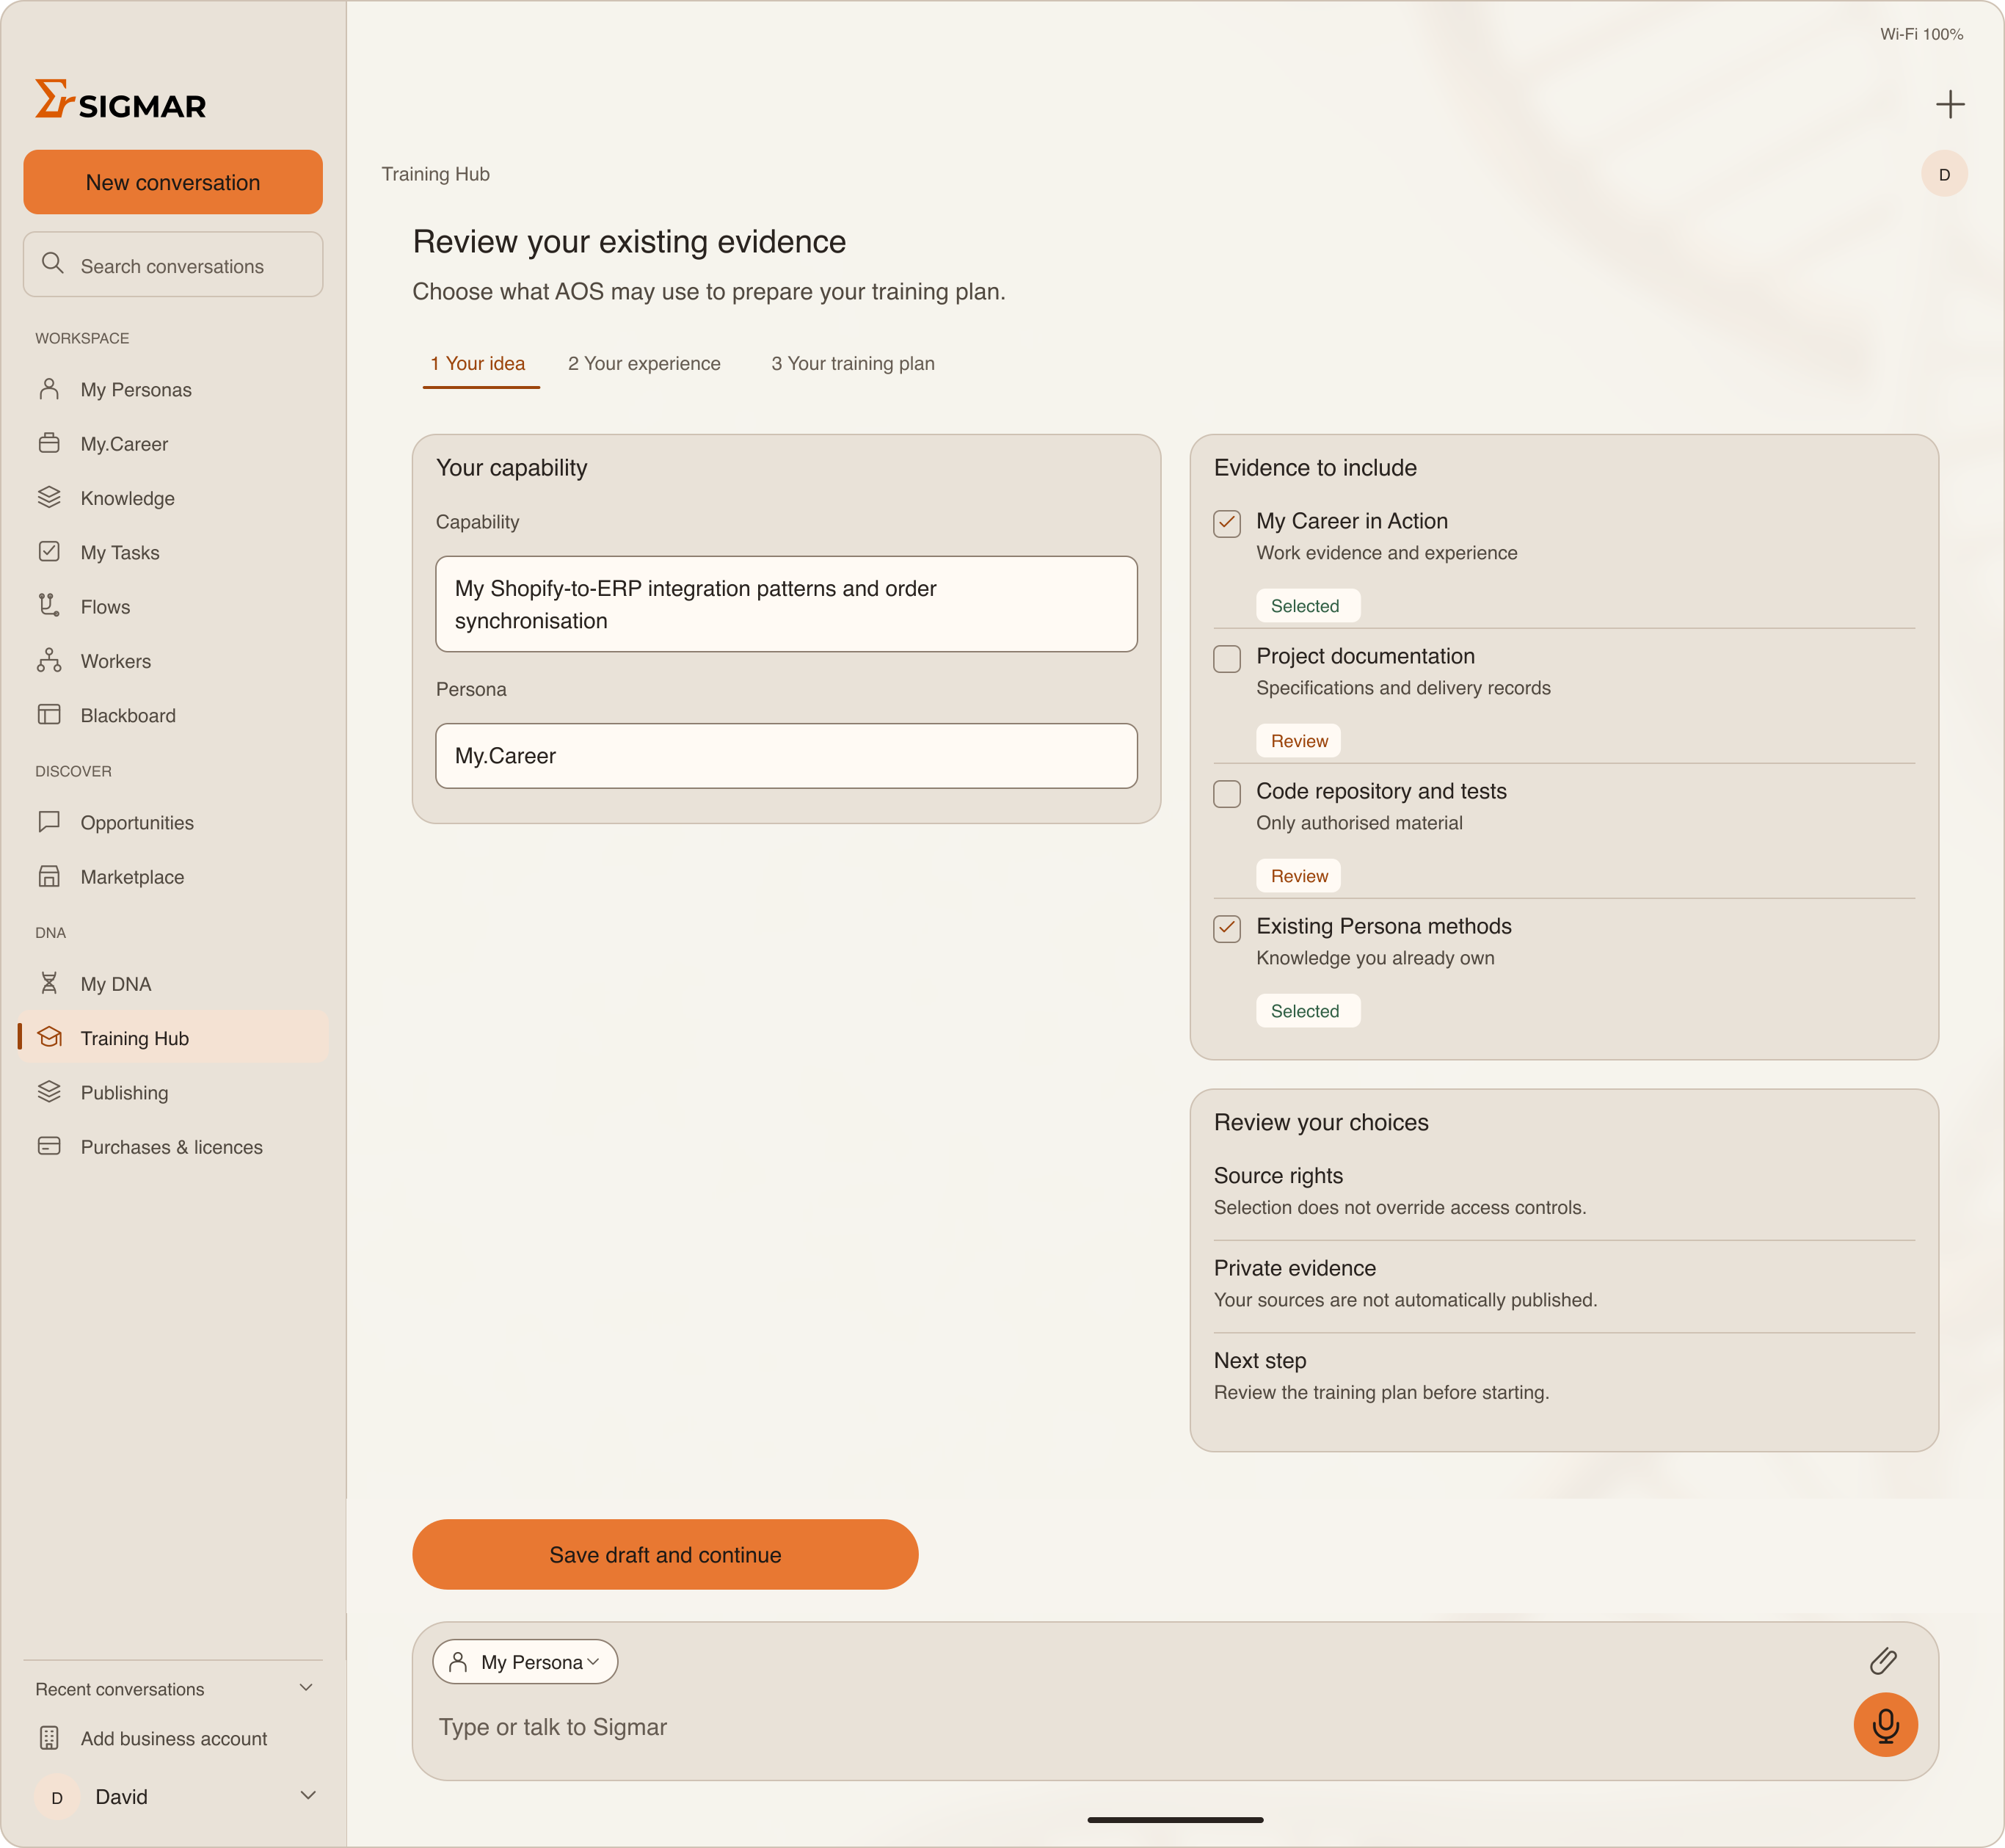 Wi-Fi 100%
Σr SIGMAR
New conversation
Search conversations
WORKSPACE
My Personas
My.Career
Knowledge
My Tasks
Flows
Workers
Blackboard
DISCOVER
Opportunities
Marketplace
DNA
My DNA
Training Hub
Publishing
Purchases & licences
Recent conversations
Add business account
D
David
Training Hub
D
Review your existing evidence
Choose what AOS may use to prepare your training plan.
1 Your idea
2 Your experience
3 Your training plan
Your capability
Capability
My Shopify-to-ERP integration patterns and order
synchronisation
Persona
My.Career
Evidence to include
My Career in Action
Work evidence and experience
Selected
Project documentation
Specifications and delivery records
Review
Code repository and tests
Only authorised material
Review
Existing Persona methods
Knowledge you already own
Selected
Review your choices
Source rights
Selection does not override access controls.
Private evidence
Your sources are not automatically published.
Next step
Review the training plan before starting.
Save draft and continue
My Persona
Type or talk to Sigmar